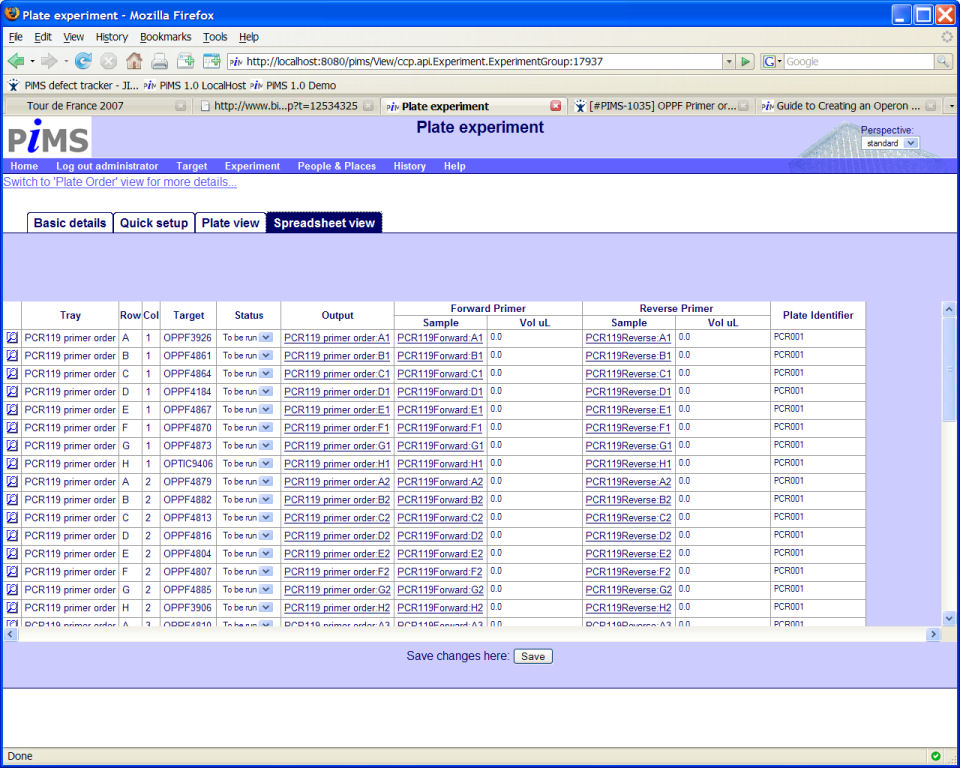 Plate experiment - Mozilla Firefox
File Edit View History Bookmarks Tools Help
http://localhost:8080/pims/View/ccp.api.Experiment.ExperimentGroup:17937 G Google
PiMS defect tracker - JI... PiMS 1.0 LocalHost PiMS 1.0 Demo
Tour de France 2007 http://www.bi...p?t=12534325 Plate experiment [#PIMS-1035] OPPF Primer or... Guide to Creating an Operon ...
PiMS Plate experiment Perspective:
standard
Home Log out administrator Target Experiment People & Places History Help
Switch to 'Plate Order' view for more details...
Basic details Quick setup Plate view Spreadsheet view
Tray Row Col Target Status Output Forward Primer Reverse Primer Plate Identifier
Sample Vol uL Sample Vol uL
PCR119 primer order A 1 OPPF3926 To be run PCR119 primer order:A1 PCR119Forward:A1 0.0 PCR119Reverse:A1 0.0 PCR001
PCR119 primer order B 1 OPPF4861 To be run PCR119 primer order:B1 PCR119Forward:B1 0.0 PCR119Reverse:B1 0.0 PCR001
PCR119 primer order C 1 OPPF4864 To be run PCR119 primer order:C1 PCR119Forward:C1 0.0 PCR119Reverse:C1 0.0 PCR001
PCR119 primer order D 1 OPPF4184 To be run PCR119 primer order:D1 PCR119Forward:D1 0.0 PCR119Reverse:D1 0.0 PCR001
PCR119 primer order E 1 OPPF4867 To be run PCR119 primer order:E1 PCR119Forward:E1 0.0 PCR119Reverse:E1 0.0 PCR001
PCR119 primer order F 1 OPPF4870 To be run PCR119 primer order:F1 PCR119Forward:F1 0.0 PCR119Reverse:F1 0.0 PCR001
PCR119 primer order G 1 OPPF4873 To be run PCR119 primer order:G1 PCR119Forward:G1 0.0 PCR119Reverse:G1 0.0 PCR001
PCR119 primer order H 1 OPTIC9406 To be run PCR119 primer order:H1 PCR119Forward:H1 0.0 PCR119Reverse:H1 0.0 PCR001
PCR119 primer order A 2 OPPF4879 To be run PCR119 primer order:A2 PCR119Forward:A2 0.0 PCR119Reverse:A2 0.0 PCR001
PCR119 primer order B 2 OPPF4882 To be run PCR119 primer order:B2 PCR119Forward:B2 0.0 PCR119Reverse:B2 0.0 PCR001
PCR119 primer order C 2 OPPF4813 To be run PCR119 primer order:C2 PCR119Forward:C2 0.0 PCR119Reverse:C2 0.0 PCR001
PCR119 primer order D 2 OPPF4816 To be run PCR119 primer order:D2 PCR119Forward:D2 0.0 PCR119Reverse:D2 0.0 PCR001
PCR119 primer order E 2 OPPF4804 To be run PCR119 primer order:E2 PCR119Forward:E2 0.0 PCR119Reverse:E2 0.0 PCR001
PCR119 primer order F 2 OPPF4807 To be run PCR119 primer order:F2 PCR119Forward:F2 0.0 PCR119Reverse:F2 0.0 PCR001
PCR119 primer order G 2 OPPF4885 To be run PCR119 primer order:G2 PCR119Forward:G2 0.0 PCR119Reverse:G2 0.0 PCR001
PCR119 primer order H 2 OPPF3906 To be run PCR119 primer order:H2 PCR119Forward:H2 0.0 PCR119Reverse:H2 0.0 PCR001
PCR119 primer order A 3 OPPF4810 To be run PCR119 primer order:A3 PCR119Forward:A3 0.0 PCR119Reverse:A3 0.0 PCR001
Save changes here: Save
Done